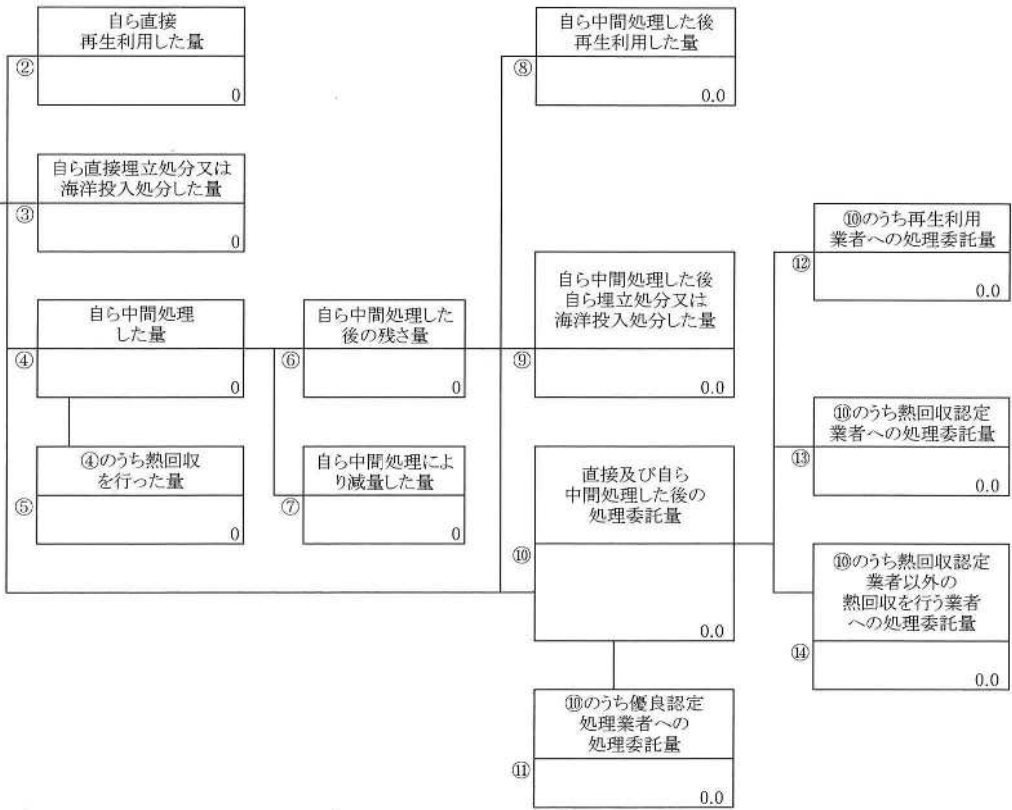 自ら直接
再生利用した量
②
0
自ら直接埋立処分又は
海洋投入処分した量
③
0
自ら中間処理
した量
④
0
④のうち熱回収
を行った量
⑤
0
自ら中間処理した
後の残さ量
⑥
0
自ら中間処理によ
り減量した量
⑦
0
自ら中間処理した後
再生利用した量
⑧
0.0
自ら中間処理した後
自ら埋立処分又は
海洋投入処分した量
⑨
0.0
直接及び自ら
中間処理した後の
処理委託量
⑩
0.0
⑩のうち優良認定
処理業者への
処理委託量
⑪
0.0
⑩のうち再生利用
業者への処理委託量
⑫
0.0
⑩のうち熱回収認定
業者への処理委託量
⑬
0.0
⑩のうち熱回収認定
業者以外の
熱回収を行う業者
への処理委託量
⑭
0.0